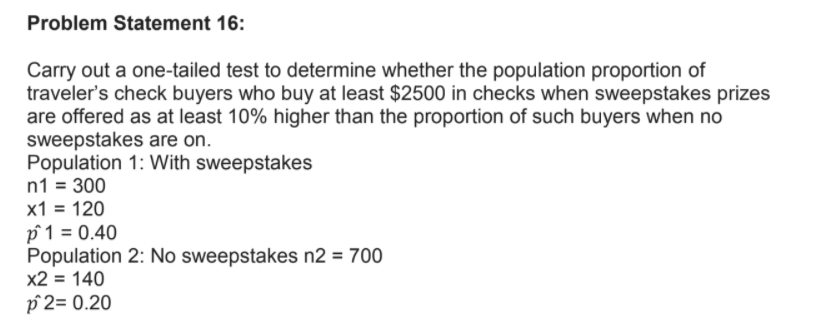 Problem Statement 16:
Carry out a one-tailed test to determine whether the population proportion of
traveler's check buyers who buy at least $2500 in checks when sweepstakes prizes
are offered as at least 10% higher than the proportion of such buyers when no
sweepstakes are on.
Population 1: With sweepstakes
n1 = 300
x1 = 120
p̂ 1 = 0.40
Population 2: No sweepstakes n2 = 700
x2 = 140
p̂ 2= 0.20